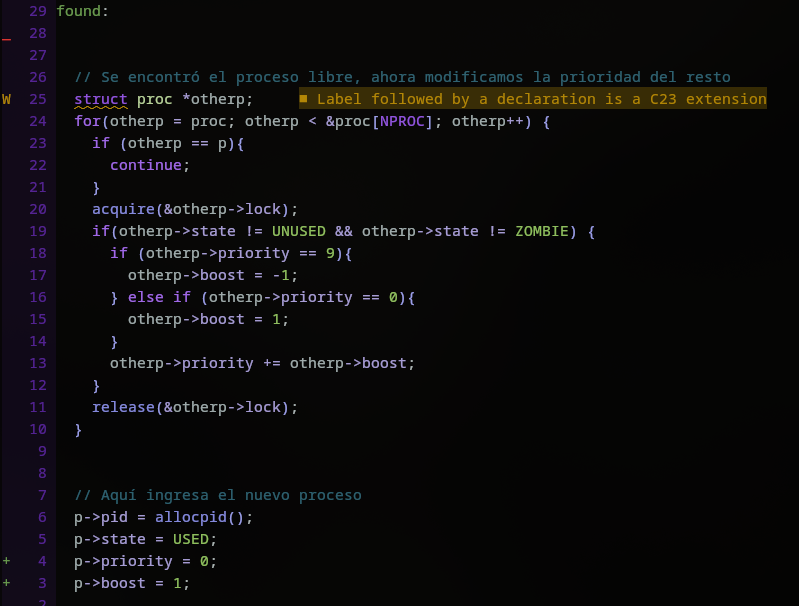 29 found:
_ 28
27
26 // Se encontró el proceso libre, ahora modificamos la prioridad del resto
W 25 struct proc *otherp; ■ Label followed by a declaration is a C23 extension
24 for(otherp = proc; otherp < &proc[NPROC]; otherp++) {
23 if (otherp == p){
22 continue;
21 }
20 acquire(&otherp->lock);
19 if(otherp->state != UNUSED && otherp->state != ZOMBIE) {
18 if (otherp->priority == 9){
17 otherp->boost = -1;
16 } else if (otherp->priority == 0){
15 otherp->boost = 1;
14 }
13 otherp->priority += otherp->boost;
12 }
11 release(&otherp->lock);
10 }
9
8
7 // Aquí ingresa el nuevo proceso
6 p->pid = allocpid();
5 p->state = USED;
+ 4 p->priority = 0;
+ 3 p->boost = 1;
2